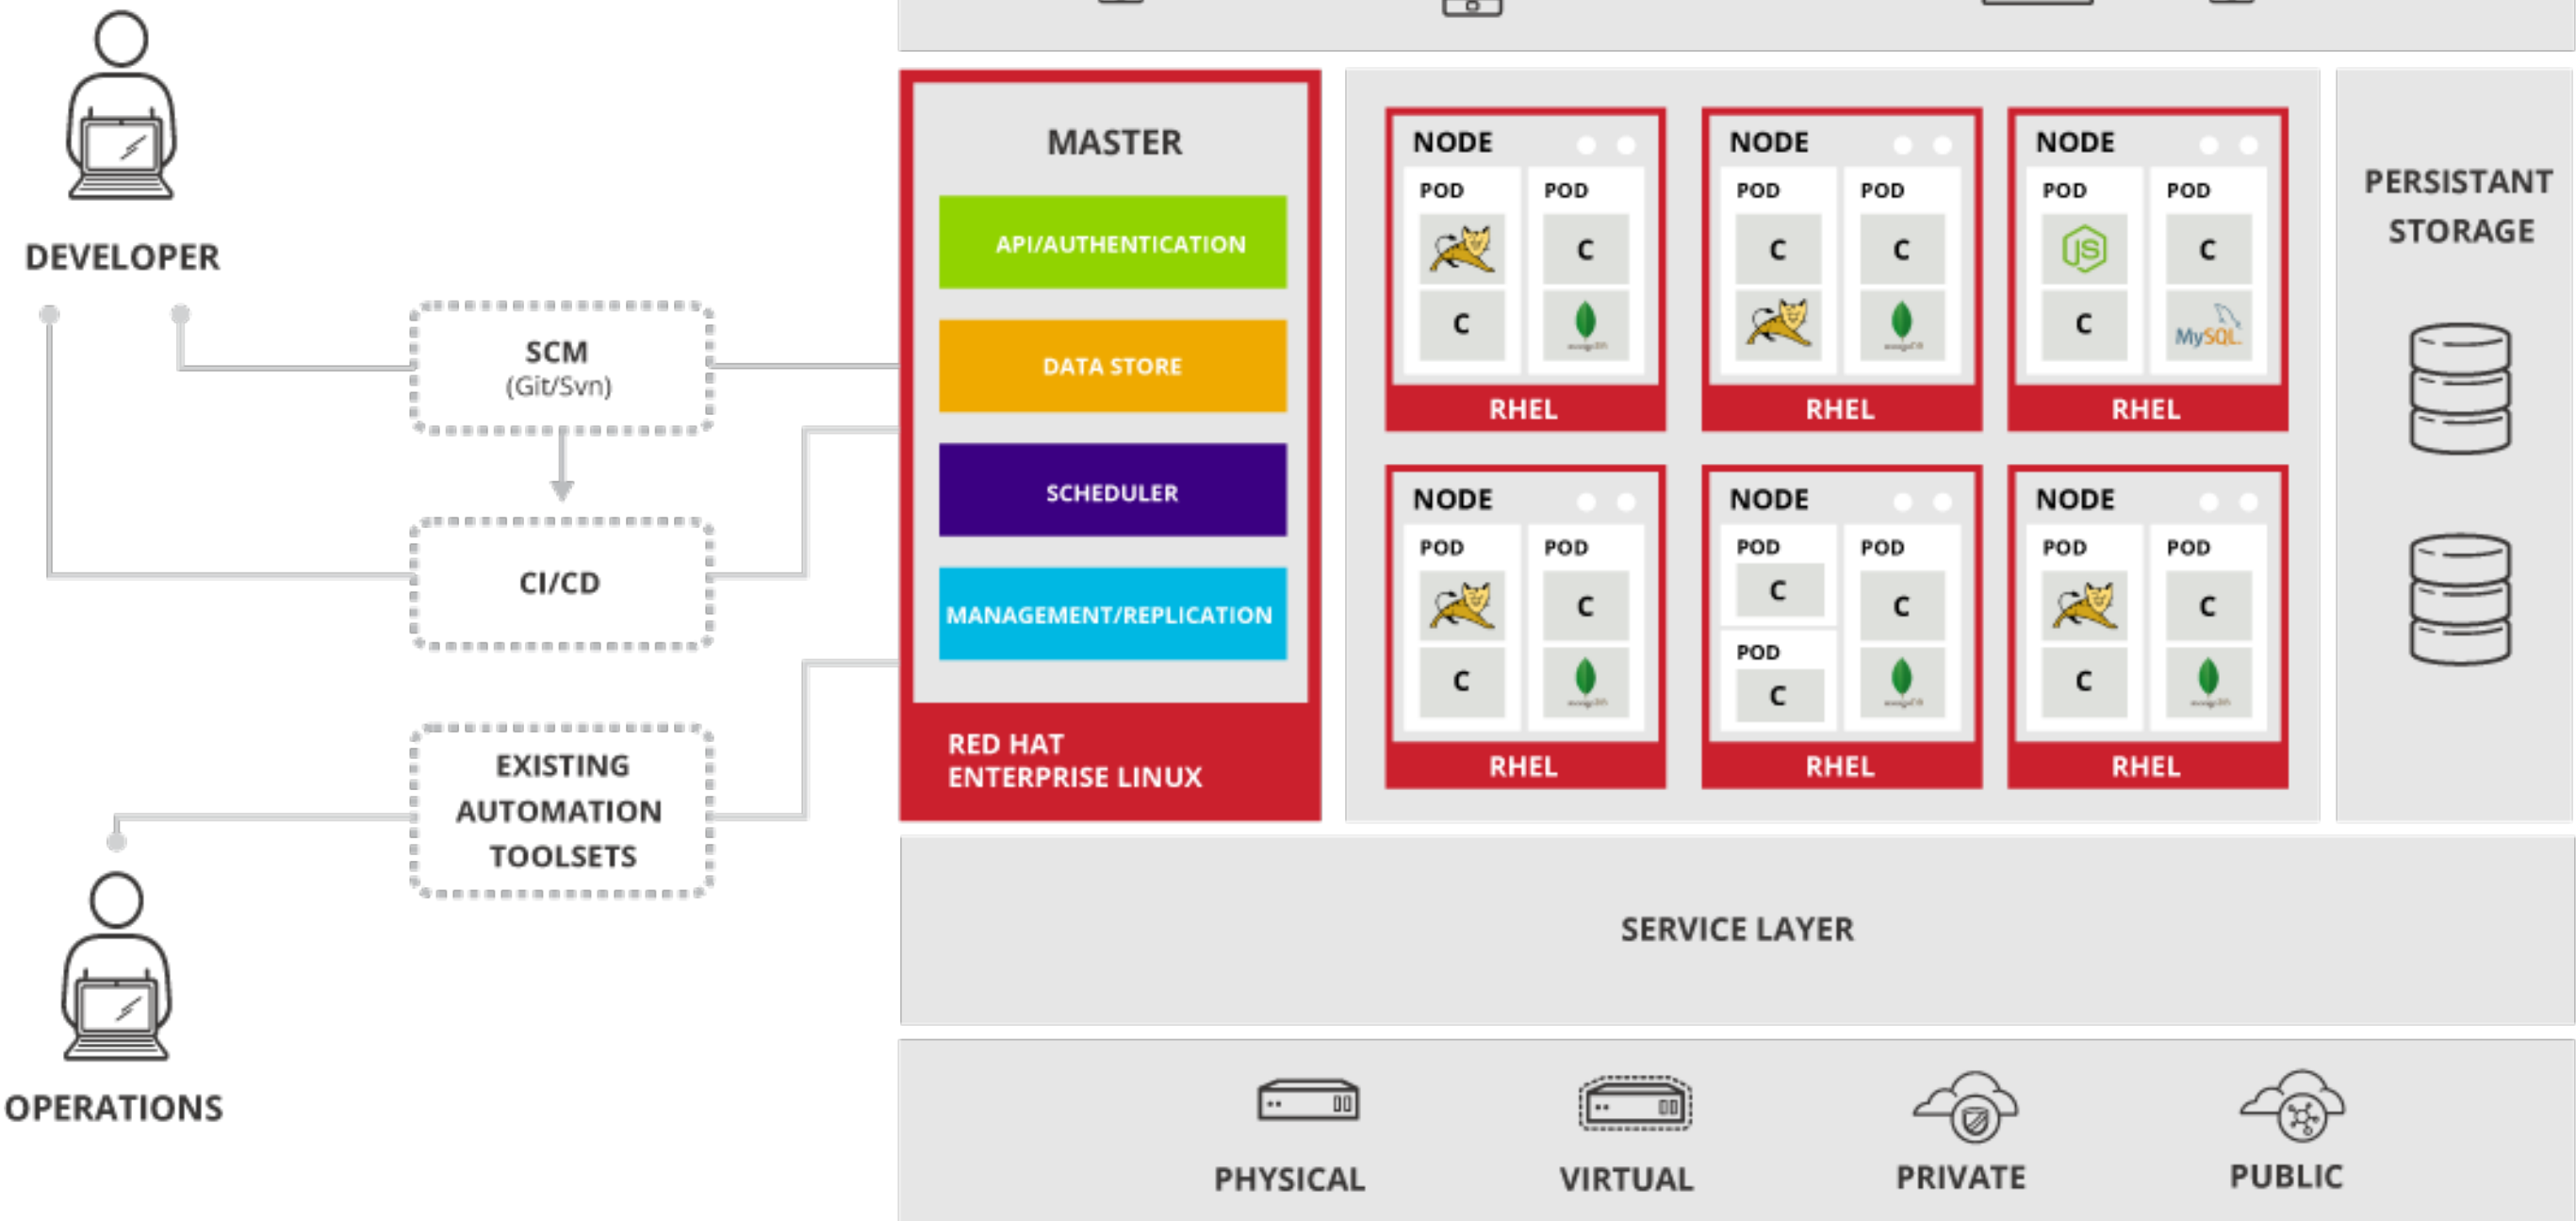 DEVELOPER
SCM
(Git/Svn)
CI/CD
EXISTING
AUTOMATION
TOOLSETS
OPERATIONS
MASTER
API/AUTHENTICATION
DATA STORE
SCHEDULER
MANAGEMENT/REPLICATION
RED HAT
ENTERPRISE LINUX
NODE
POD POD
C
C
RHEL
NODE
POD POD
C C
RHEL
NODE
POD POD
JS C
C MySQL
RHEL
NODE
POD POD
C
C
RHEL
NODE
POD POD
C C
POD
C
RHEL
NODE
POD POD
C
C
RHEL
PERSISTANT
STORAGE
SERVICE LAYER
PHYSICAL VIRTUAL PRIVATE PUBLIC